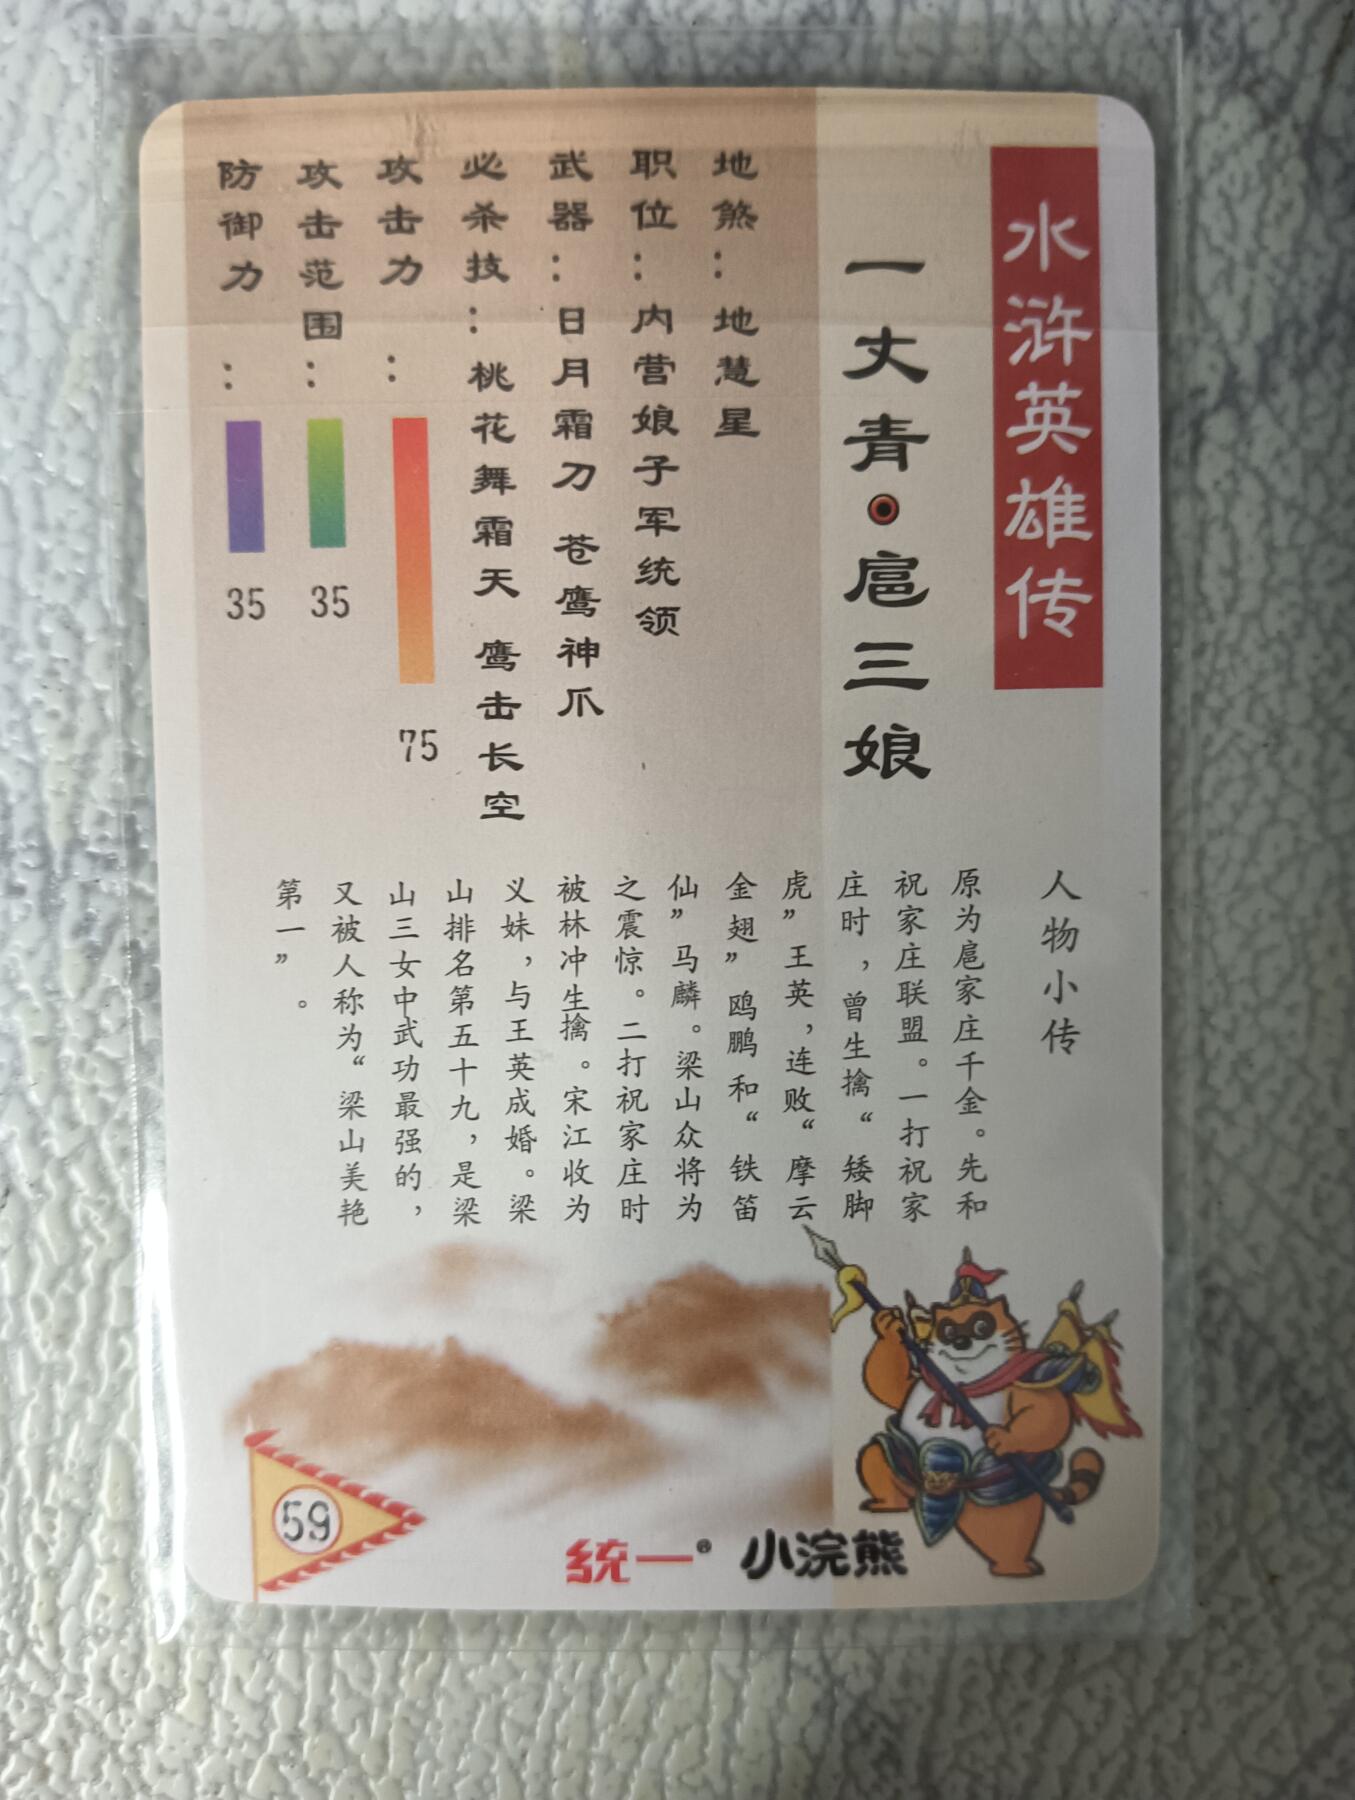 水浒英雄传
一丈青·扈三娘
地煞：地慧星
职位：内营娘子军统领
武器：日月霜刀 苍鹰神爪
必杀技：桃花舞霜天 鹰击长空
攻击力：75
攻击范围：35
防御力：35
人物小传
原为扈家庄千金。先和
祝家庄联盟。一打祝家
庄时，曾生擒“矮脚
虎”王英，连败“摩云
金翅”鸥鹏和“铁笛
仙”马麟。梁山众将为
之震惊。二打祝家庄时
被林冲生擒。宋江收为
义妹，与王英成婚。梁
山排名第五十九，是梁
山三女中武功最强的，
又被人称为“梁山美艳
第一”。
59
统一® 小浣熊